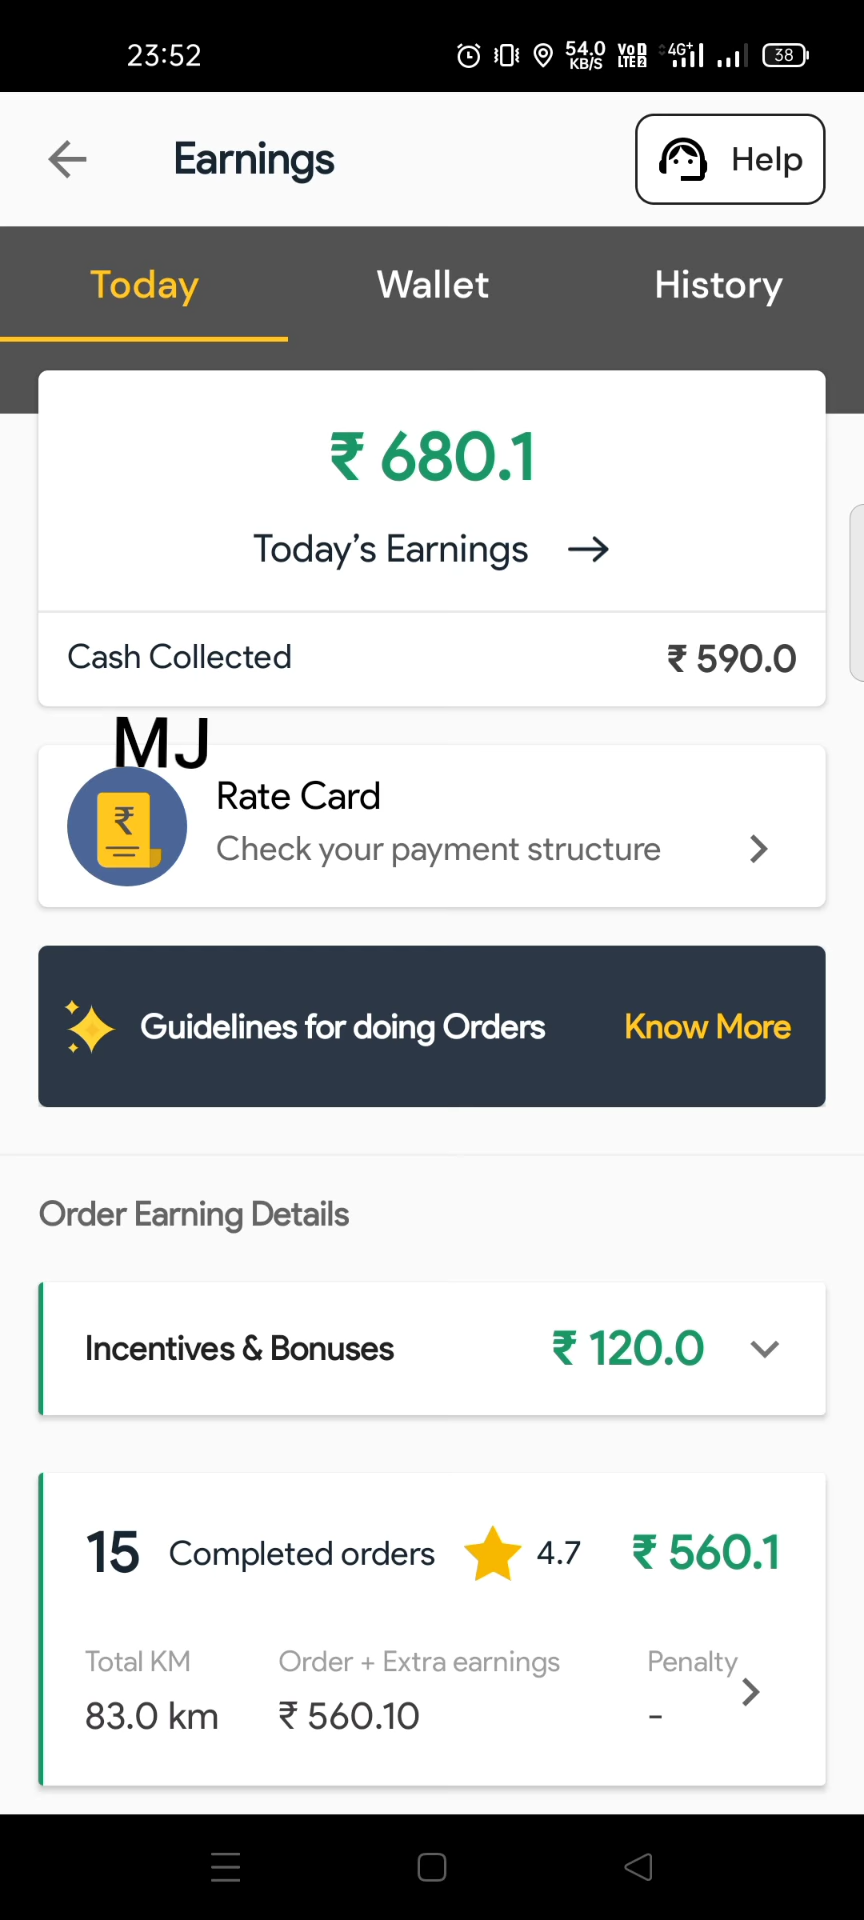 23:52 54.0 KB/S VoD LTE2 4G+ 38
Earnings Help
Today Wallet History
₹ 680.1
Today’s Earnings →
Cash Collected ₹ 590.0
MJ
₹
Rate Card
Check your payment structure
Guidelines for doing Orders Know More
Order Earning Details
Incentives & Bonuses ₹ 120.0
15 Completed orders 4.7 ₹ 560.1
Total KM Order + Extra earnings Penalty
83.0 km ₹ 560.10 -